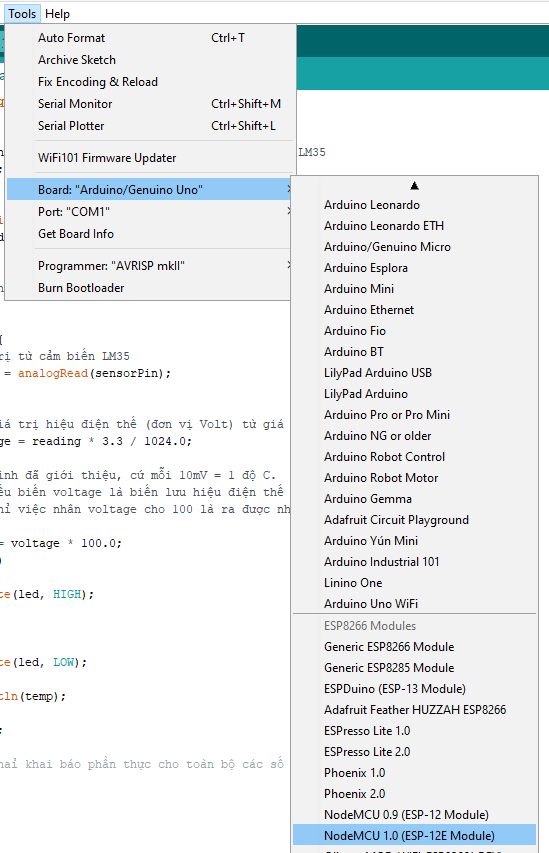 Tools Help
Auto Format Ctrl+T
Archive Sketch
Fix Encoding & Reload
Serial Monitor Ctrl+Shift+M
Serial Plotter Ctrl+Shift+L
WiFi101 Firmware Updater
LM35
Board: "Arduino/Genuino Uno"
Port: "COM1"
Get Board Info
Programmer: "AVRISP mkII"
Burn Bootloader
Arduino Leonardo
Arduino Leonardo ETH
Arduino/Genuino Micro
Arduino Esplora
Arduino Mini
Arduino Ethernet
Arduino Fio
Arduino BT
LilyPad Arduino USB
LilyPad Arduino
Arduino Pro or Pro Mini
Arduino NG or older
Arduino Robot Control
Arduino Robot Motor
Arduino Gemma
Adafruit Circuit Playground
Arduino Yún Mini
Arduino Industrial 101
Linino One
Arduino Uno WiFi
ESP8266 Modules
Generic ESP8266 Module
Generic ESP8285 Module
ESPDuino (ESP-13 Module)
Adafruit Feather HUZZAH ESP8266
ESPresso Lite 1.0
ESPresso Lite 2.0
Phoenix 1.0
Phoenix 2.0
NodeMCU 0.9 (ESP-12 Module)
NodeMCU 1.0 (ESP-12E Module)
{
rị từ cảm biến LM35
= analogRead(sensorPin);
iá trị hiệu điện thế (đơn vị Volt) từ giá
ge = reading * 3.3 / 1024.0;
ình đã giới thiệu, cứ mỗi 10mV = 1 độ C.
ếu biến voltage là biến lưu hiệu điện thế
hỉ việc nhân voltage cho 100 là ra được nh
= voltage * 100.0;
)
te(led, HIGH);
te(led, LOW);
ln(temp);
;
hai báo phần thực cho toàn bộ các số